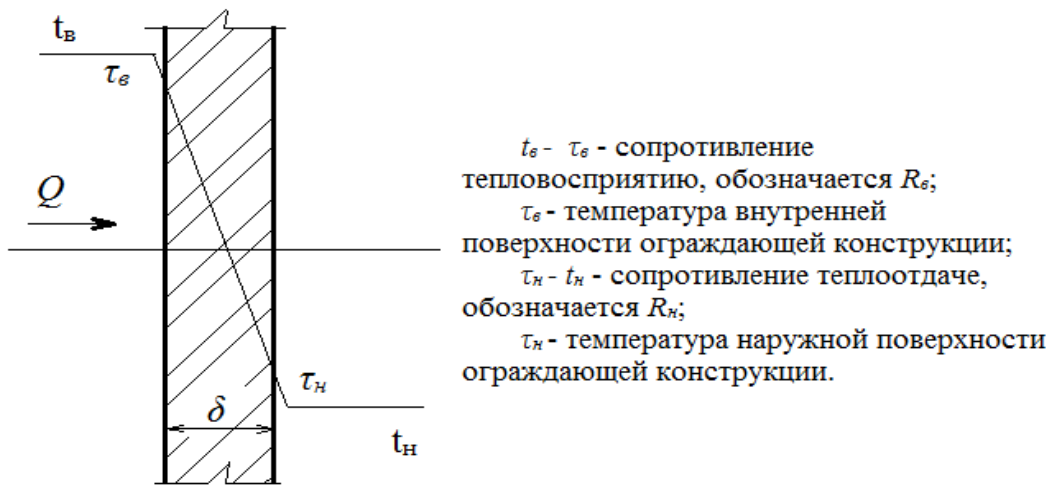 tв
τв
Q
τн
δ
tн
tв - τв - сопротивление
тепловосприятию, обозначается Rв;
τв - температура внутренней
поверхности ограждающей конструкции;
τн - tн - сопротивление теплоотдаче,
обозначается Rн;
τн - температура наружной поверхности
ограждающей конструкции.